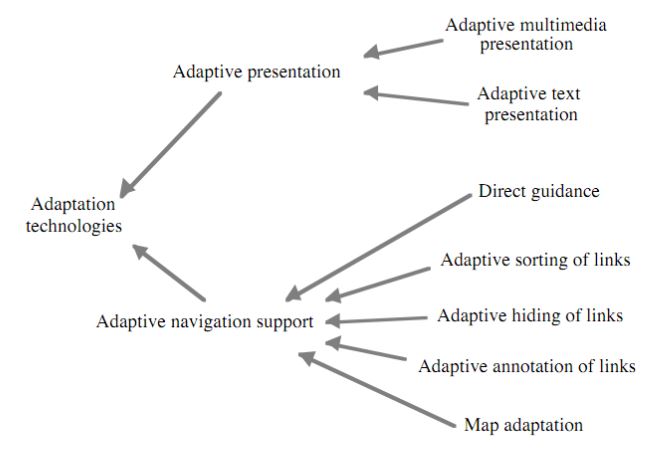 Adaptive multimedia
presentation
Adaptive presentation
Adaptive text
presentation
Direct guidance
Adaptation
technologies
Adaptive sorting of links
Adaptive navigation support
Adaptive hiding of links
Adaptive annotation of links
Map adaptation